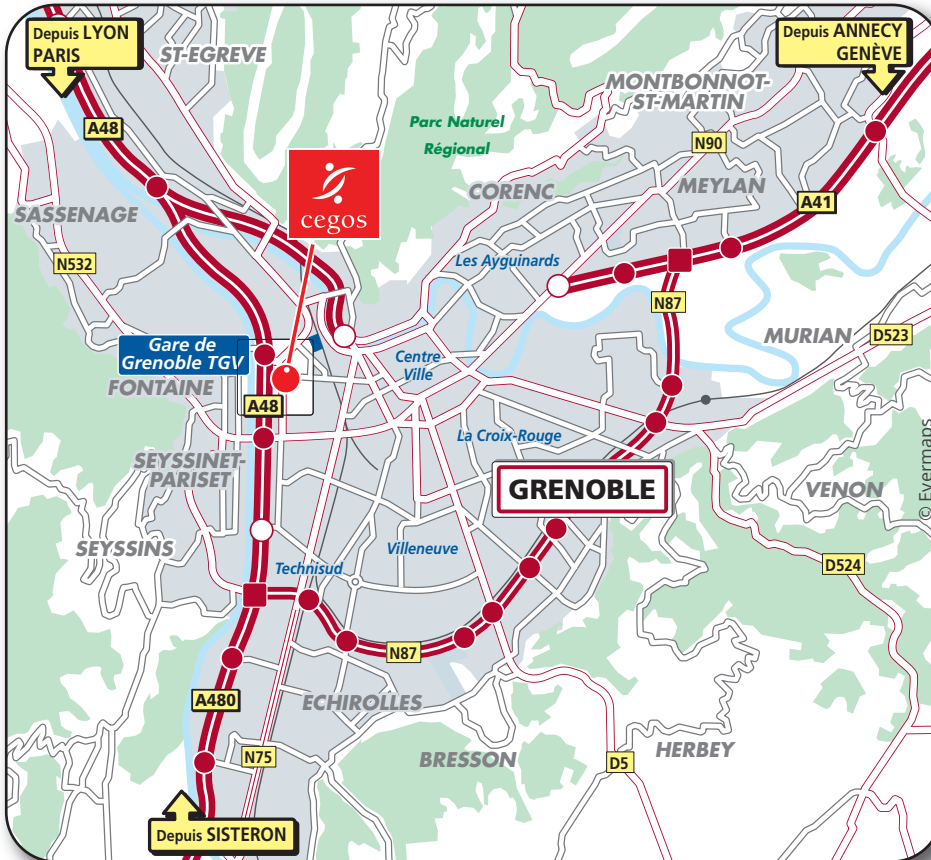 Depuis LYON
PARIS
ST-EGREVE
Depuis ANNECY
GENÈVE
MONTBONNOT-
ST-MARTIN
A48
Parc Naturel
Régional
N90
cegos
CORENC
MEYLAN
A41
SASSENAGE
N532
Les Ayguinards
N87
MURIAN
D523
Gare de
Grenoble TGV
Centre
Ville
FONTAINE
A48
La Croix-Rouge
SEYSSINET-
PARISET
GRENOBLE
VENON
© Evermaps
SEYSSINS
Villeneuve
Technisud
D524
N87
A480
ECHIROLLES
N75
BRESSON
HERBEY
D5
Depuis SISTERON